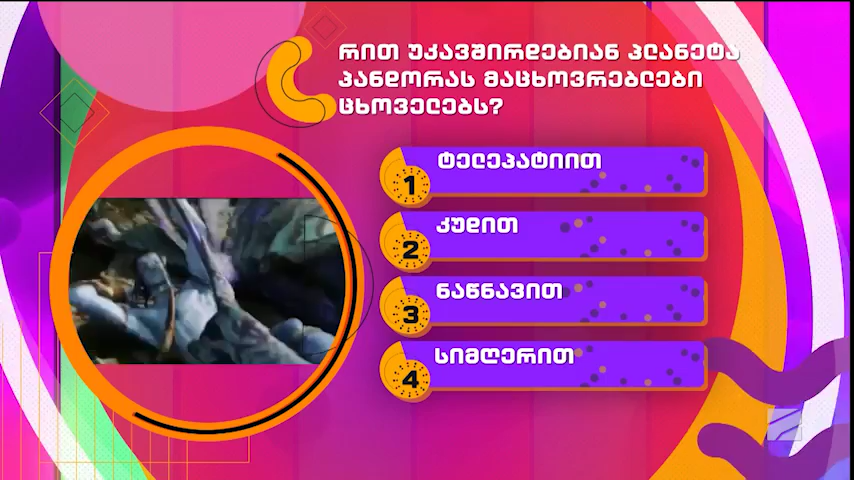 რით უკავშირდებიან პლანეტა
პანდორას მაცხოვრებლები
ცხოველებს?
1 ტელეპატიით
2 კუდით
3 ნაწნავით
4 სიმღერით